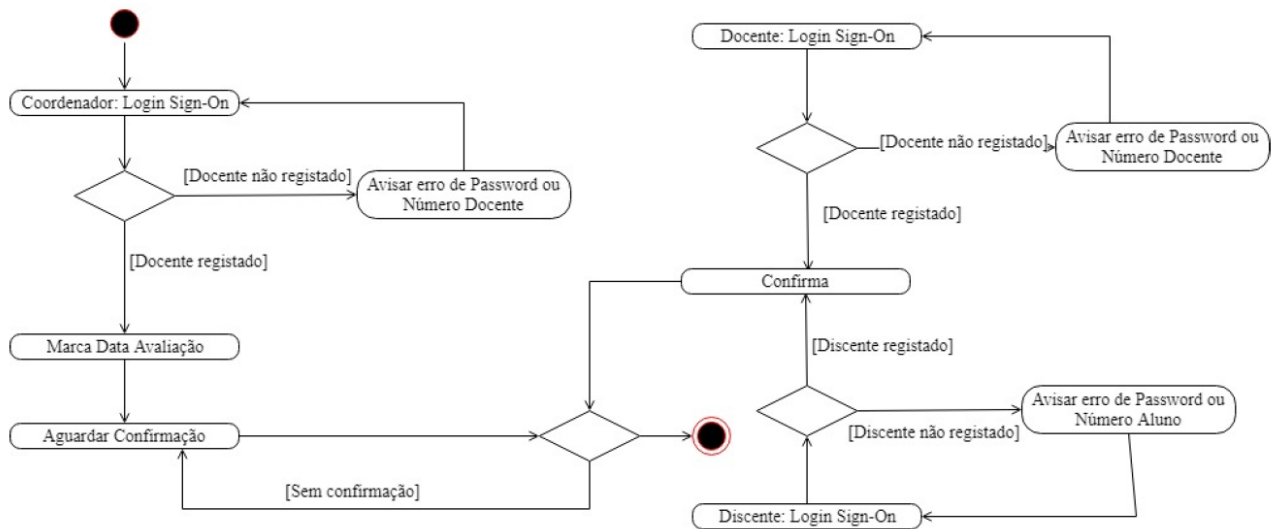 Coordenador: Login Sign-On
[Docente não registado]
Avisar erro de Password ou
Número Docente
[Docente registado]
Marca Data Avaliação
Aguardar Confirmação
[Sem confirmação]
Docente: Login Sign-On
[Docente não registado]
Avisar erro de Password ou
Número Docente
[Docente registado]
Confirma
[Discente registado]
Avisar erro de Password ou
Número Aluno
[Discente não registado]
Discente: Login Sign-On